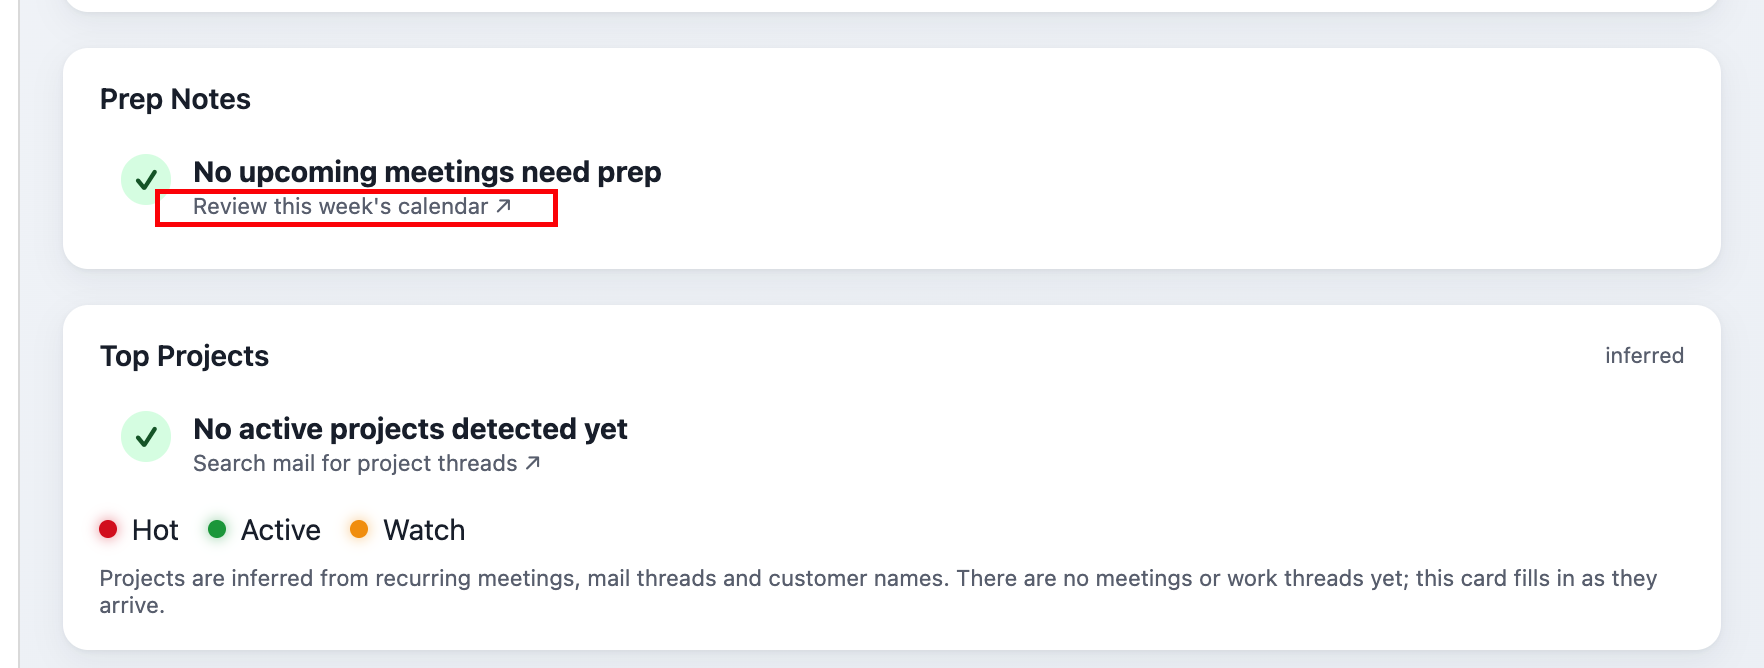 Prep Notes
No upcoming meetings need prep
Review this week's calendar ↗
Top Projects
inferred
No active projects detected yet
Search mail for project threads ↗
Hot Active Watch
Projects are inferred from recurring meetings, mail threads and customer names. There are no meetings or work threads yet; this card fills in as they
arrive.